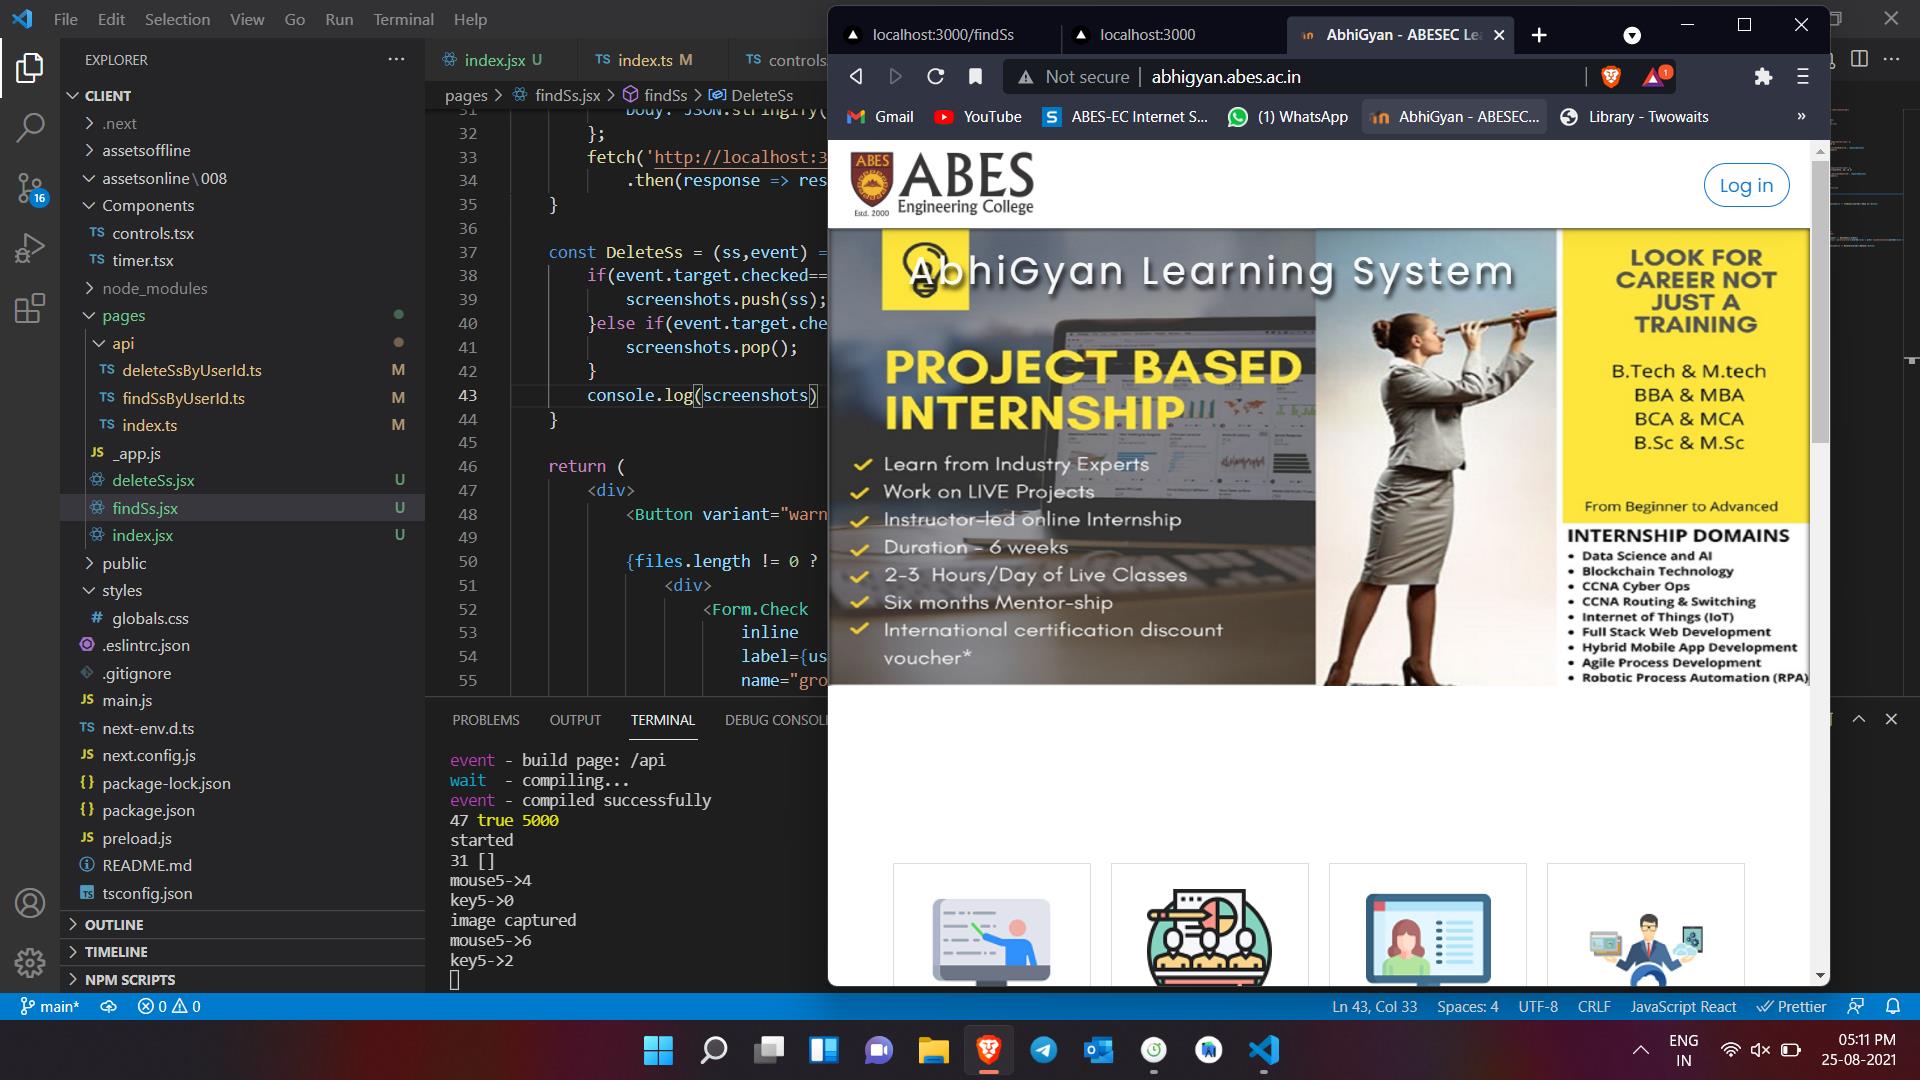 File Edit Selection View Go Run Terminal Help
EXPLORER
CLIENT
.next
assetsoffline
assetsonline \ 008
Components
TS controls.tsx
TS timer.tsx
node_modules
pages
api
TS deleteSsByUserId.ts M
TS findSsByUserId.ts M
TS index.ts M
JS _app.js
deleteSs.jsx U
findSs.jsx U
index.jsx U
public
styles
# globals.css
.eslintrc.json
.gitignore
JS main.js
TS next-env.d.ts
JS next.config.js
{} package-lock.json
{} package.json
JS preload.js
README.md
tsconfig.json
OUTLINE
TIMELINE
NPM SCRIPTS
16
index.jsx U TS index.ts M TS controls
pages > findSs.jsx > findSs > DeleteSs
31 body: JSON.stringify(
32 };
33 fetch('http://localhost:3
34 .then(response => res
35 }
36
37 const DeleteSs = (ss,event) =
38 if(event.target.checked==
39 screenshots.push(ss);
40 }else if(event.target.che
41 screenshots.pop();
42 }
43 console.log(screenshots)
44 }
45
46 return (
47 <div>
48 <Button variant="warn
49
50 {files.length != 0 ?
51 <div>
52 <Form.Check
53 inline
54 label={us
55 name="gro
PROBLEMS OUTPUT TERMINAL DEBUG CONSOL
event - build page: /api
wait - compiling...
event - compiled successfully
47 true 5000
started
31 []
mouse5->4
key5->0
image captured
mouse5->6
key5->2
localhost:3000/findSs localhost:3000 AbhiGyan - ABESEC Le
Not secure | abhigyan.abes.ac.in
1
Gmail YouTube ABES-EC Internet S... (1) WhatsApp AbhiGyan - ABESEC... Library - Twowaits »
ABES
Estd. 2000
ABES
Engineering College
Log in
AbhiGyan Learning System
PROJECT BASED
INTERNSHIP
Learn from Industry Experts
Work on LIVE Projects
Instructor-led online Internship
Duration - 6 weeks
2-3 Hours/Day of Live Classes
Six months Mentor-ship
International certification discount
voucher*
LOOK FOR
CAREER NOT
JUST A
TRAINING
B.Tech & M.tech
BBA & MBA
BCA & MCA
B.Sc & M.Sc
From Beginner to Advanced
INTERNSHIP DOMAINS
• Data Science and AI
• Blockchain Technology
• CCNA Cyber Ops
• CCNA Routing & Switching
• Internet of Things (IoT)
• Full Stack Web Development
• Hybrid Mobile App Development
• Agile Process Development
• Robotic Process Automation (RPA)
main* 0 0 Ln 43, Col 33 Spaces: 4 UTF-8 CRLF JavaScript React Prettier
ENG
IN
05:11 PM
25-08-2021